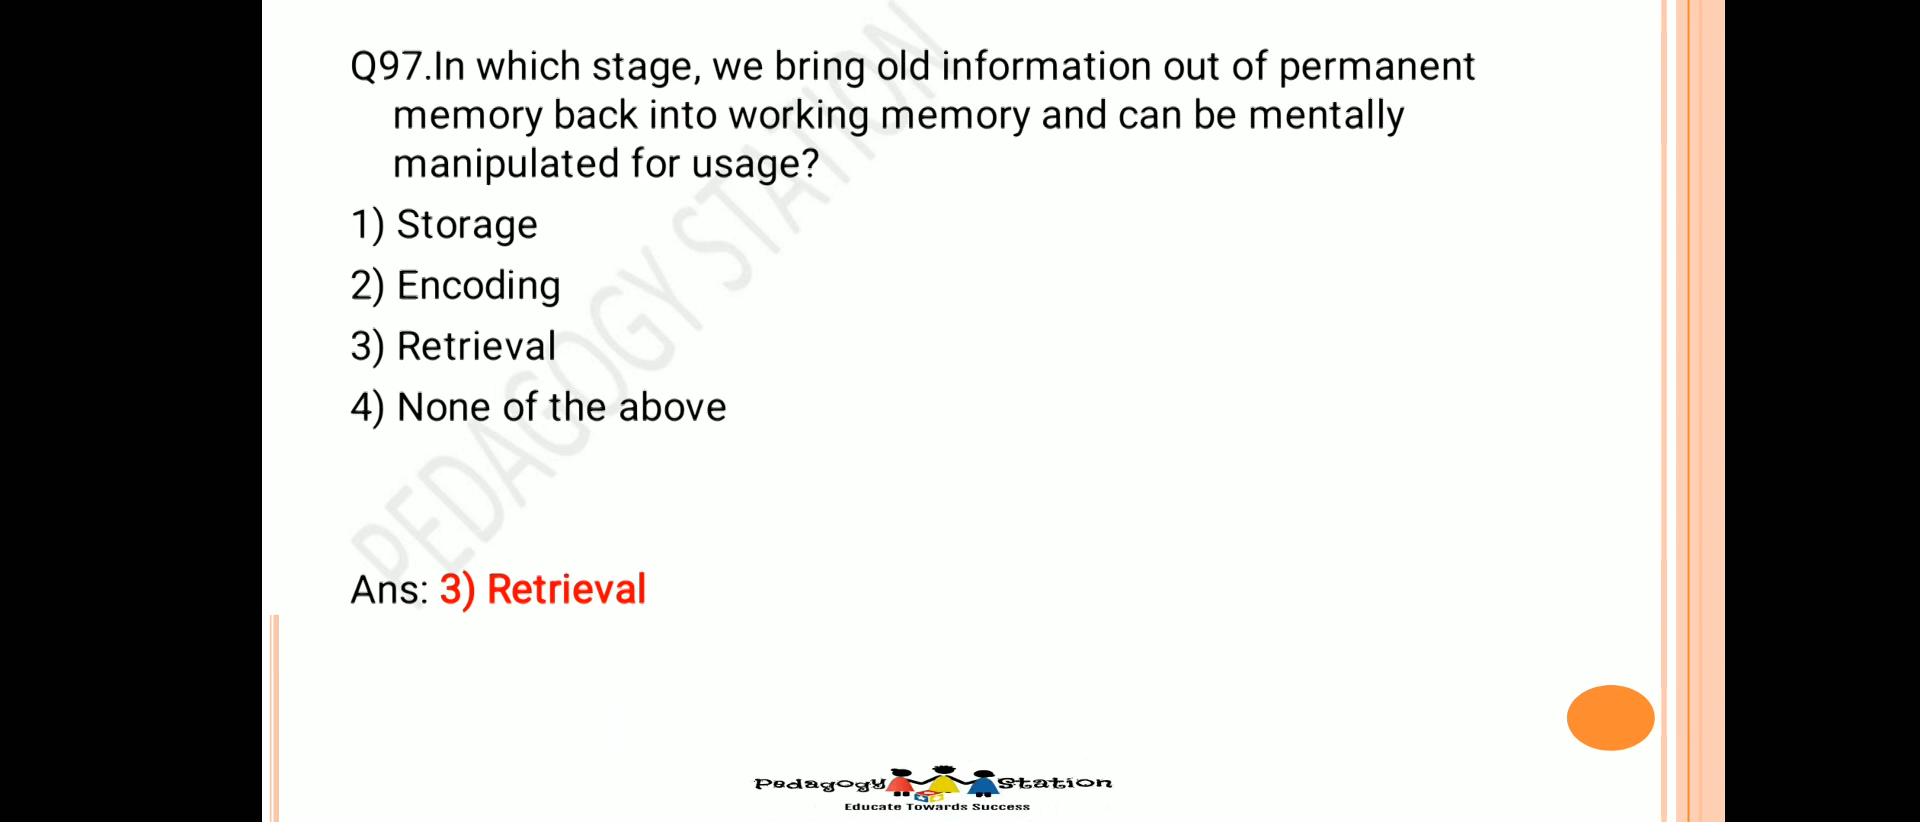 Q97.In which stage, we bring old information out of permanent
memory back into working memory and can be mentally
manipulated for usage?
1) Storage
2) Encoding
3) Retrieval
4) None of the above
PEDAGOGY STATION
Ans: 3) Retrieval
Pedagogy Station
Educate Towards Success